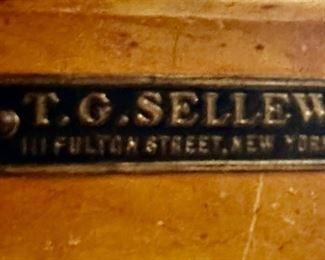 T.G. SELLEW
111 FULTON STREET, NEW YORK